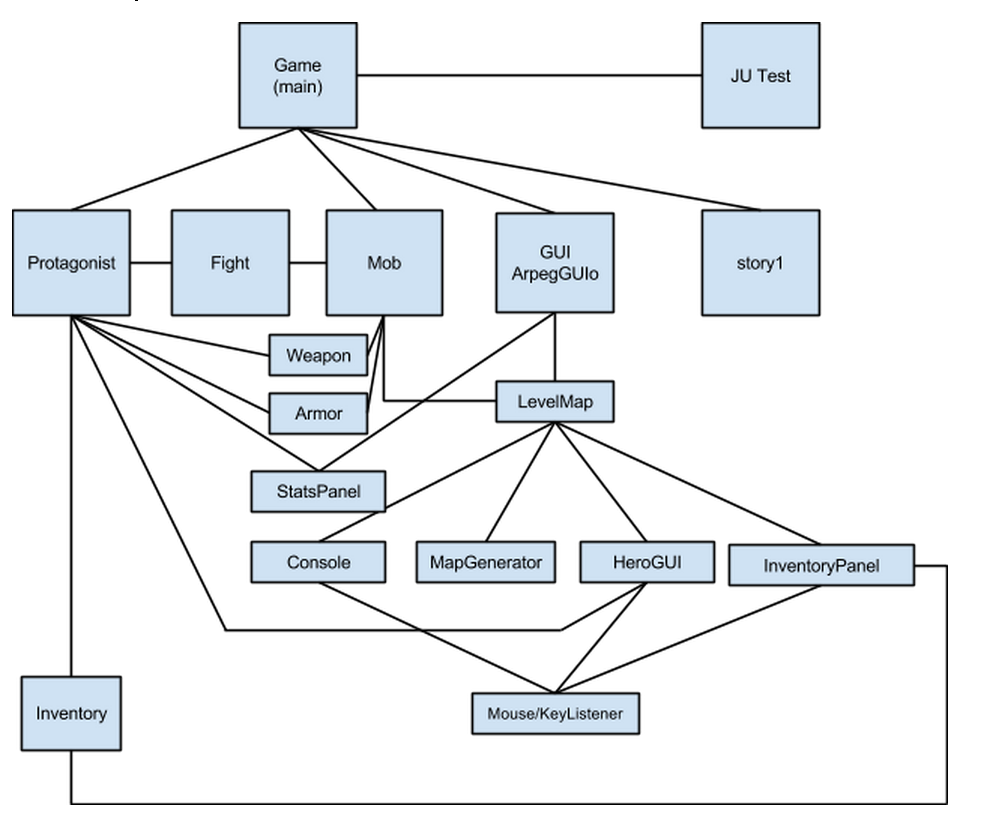 Game
(main)
JU Test
Protagonist
Fight
Mob
GUI
ArpegGUIo
story1
Weapon
Armor
LevelMap
StatsPanel
Console
MapGenerator
HeroGUI
InventoryPanel
Inventory
Mouse/KeyListener